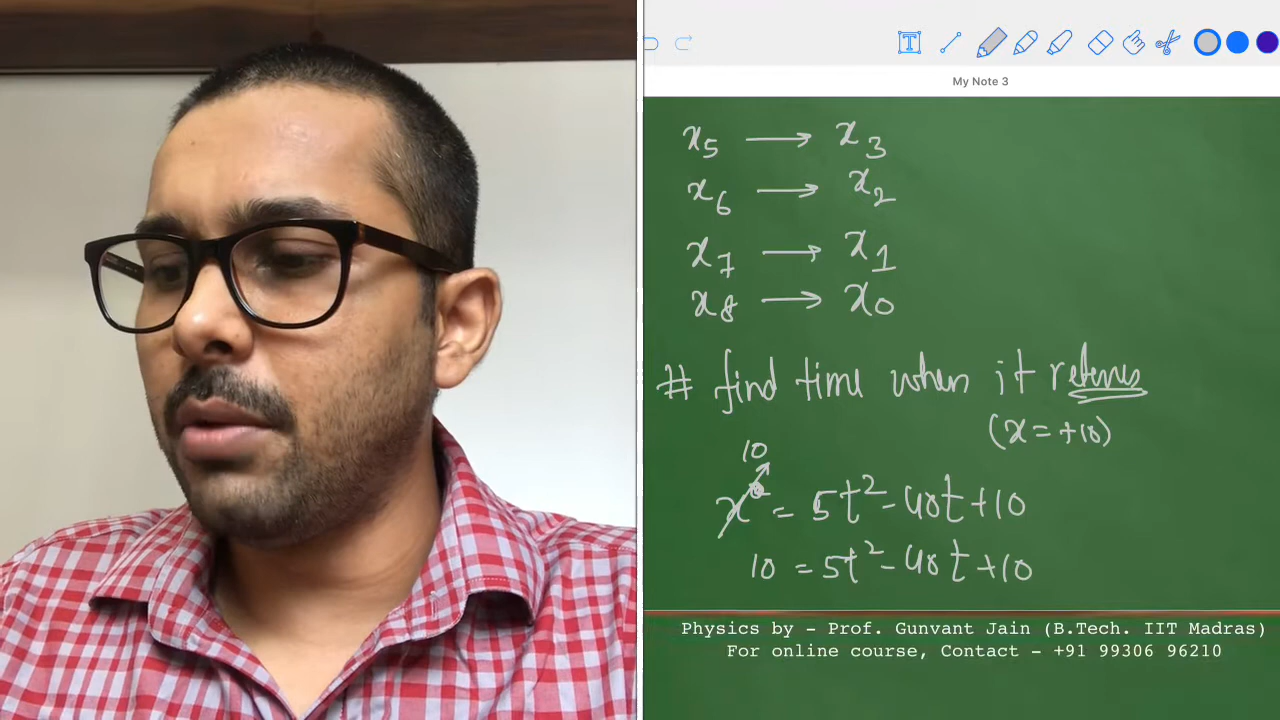 My Note 3
x₅ ⟶ x₃
x₆ ⟶ x₂
x₇ ⟶ x₁
x₈ ⟶ x₀
# find time when it returns
(x = +10)
10
x = 5t² - 40t + 10
10 = 5t² - 40t + 10
Physics by - Prof. Gunvant Jain (B.Tech. IIT Madras)
For online course, Contact - +91 99306 96210